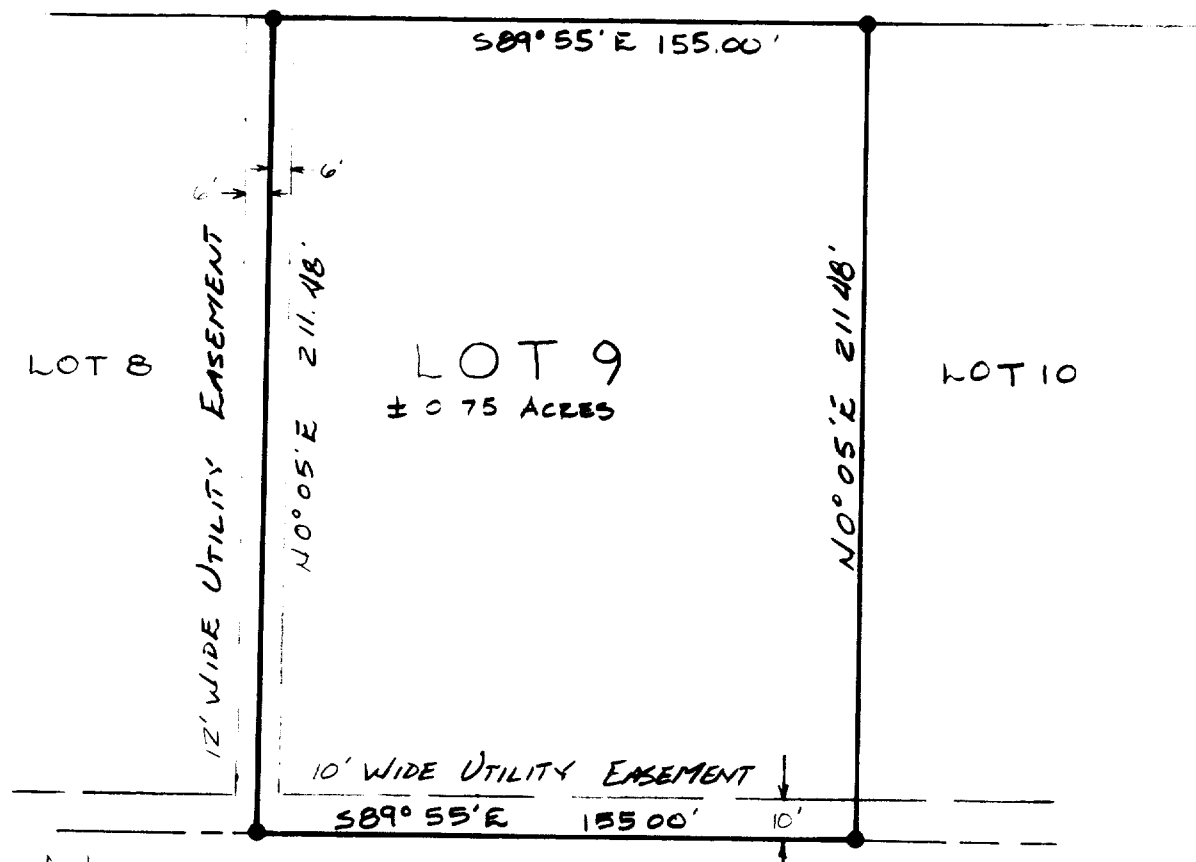 S89° 55' E 155.00'
6'
6'
12' WIDE UTILITY EASEMENT
N0° 05' E 211.48'
LOT 8
LOT 9
± 0 75 ACRES
LOT 10
N0° 05' E 211 48'
10' WIDE UTILITY EASEMENT
S89° 55' E 155 00'
10'